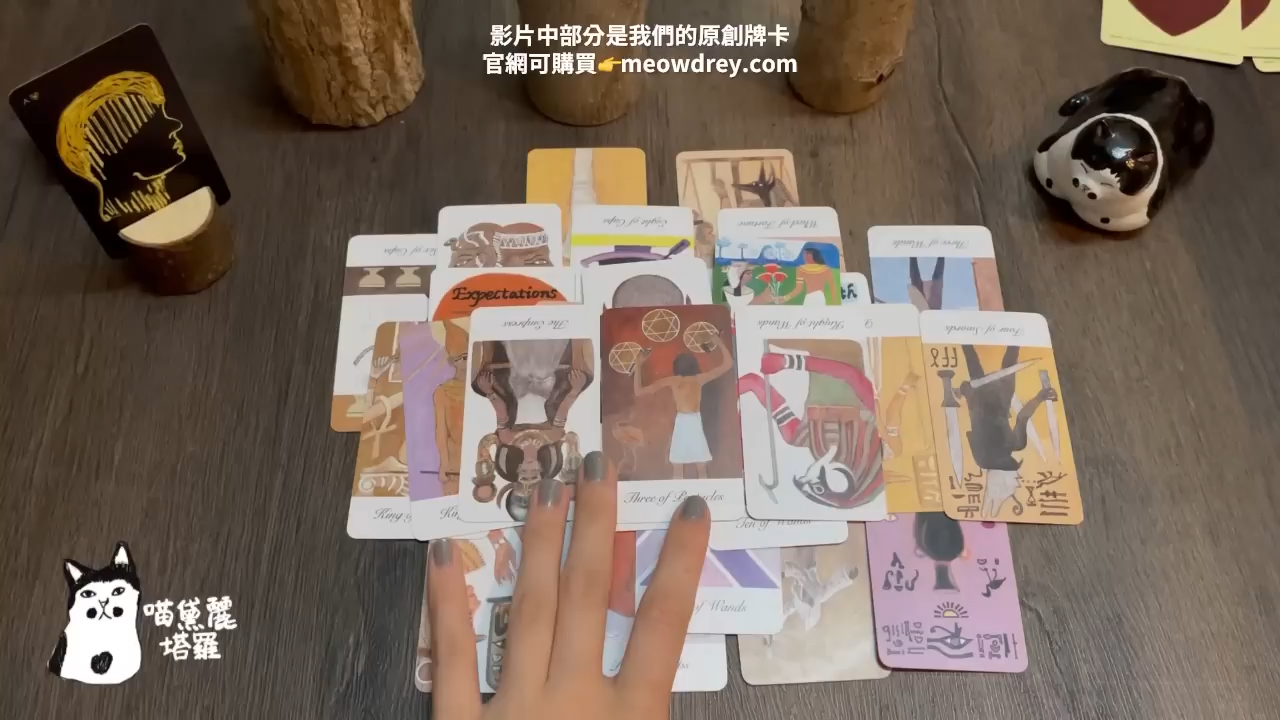 影片中部分是我們的原創牌卡
官網可購買👉meowdrey.com
Eight of Cups
Wheel of Fortune
Three of Wands
Expectations
The Empress
Knight of Wands
Four of Swords
Three of Pentacles
Ten of Wands
of Wands
喵黛麗
塔羅